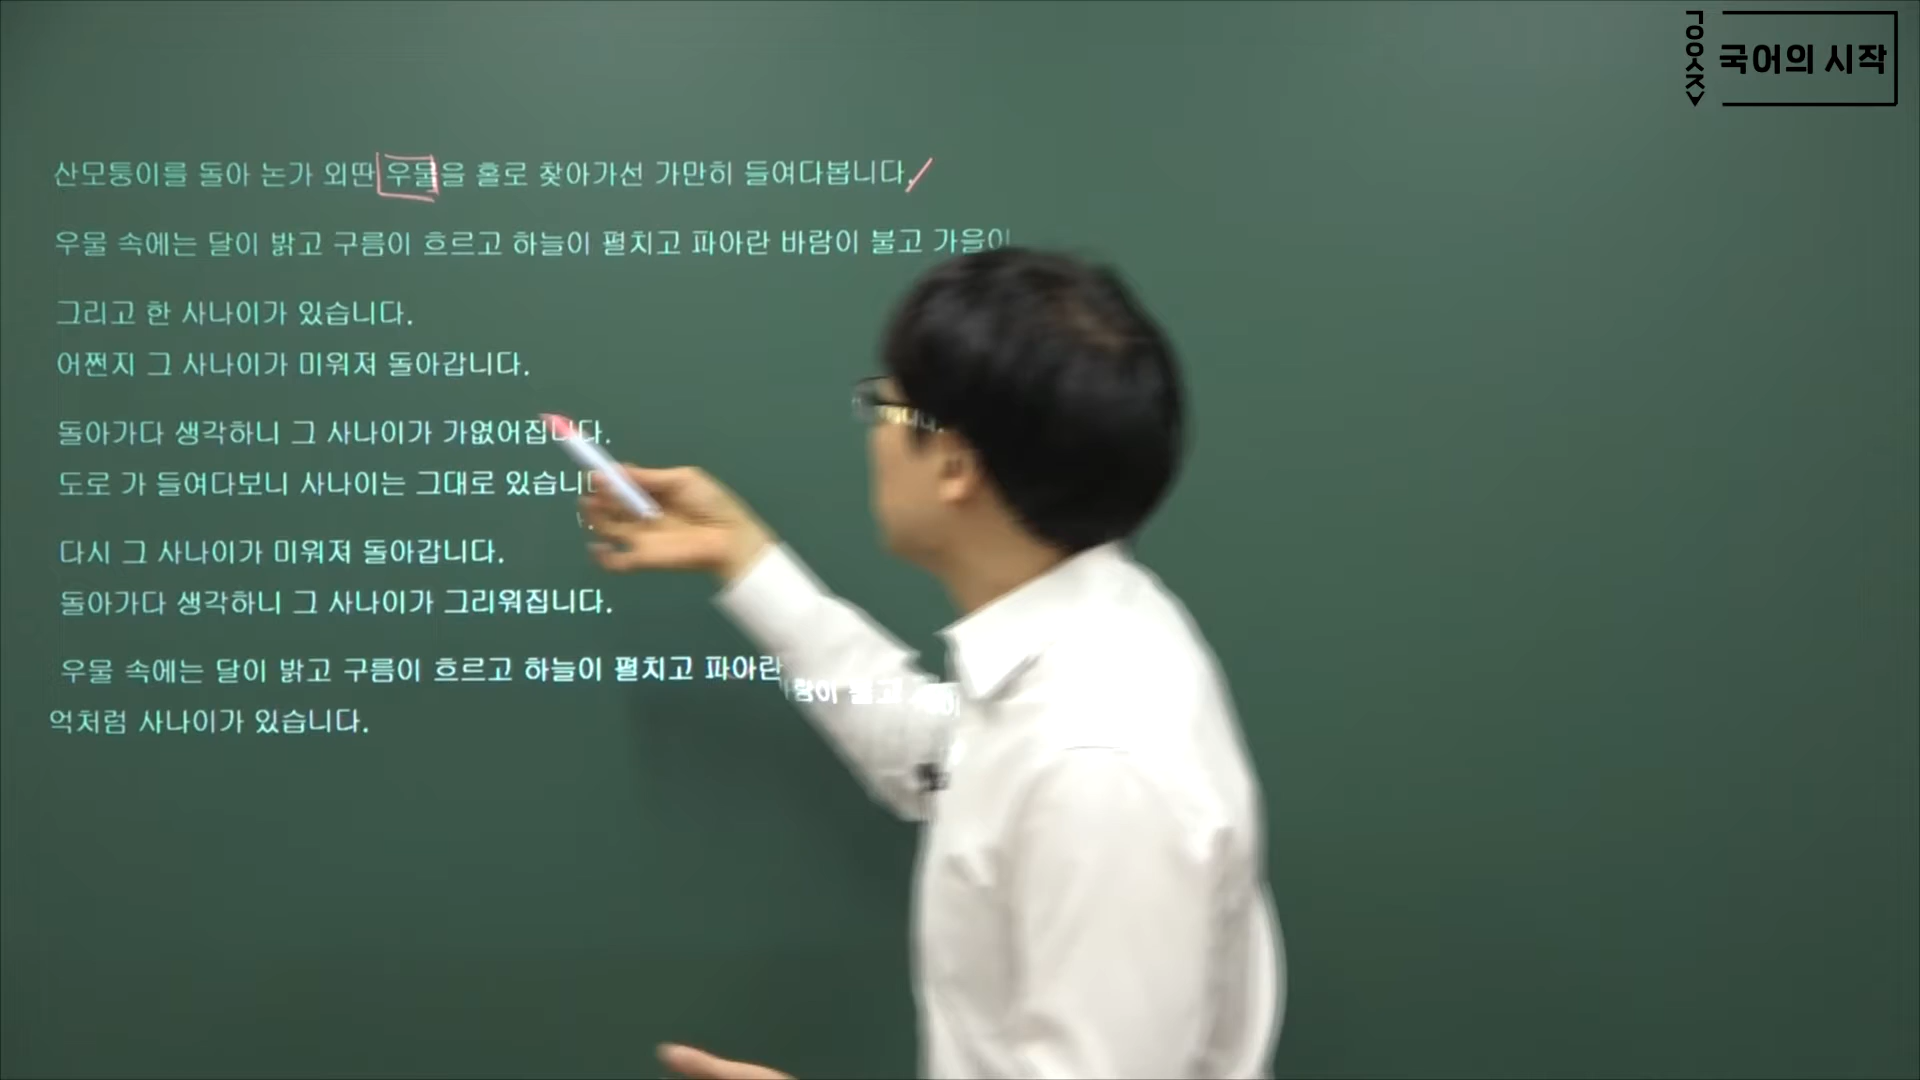 산모퉁이를 돌아 논가 외딴 우물을 홀로 찾아가선 가만히 들여다봅니다.
우물 속에는 달이 밝고 구름이 흐르고 하늘이 펼치고 파아란 바람이 불고 가을이
그리고 한 사나이가 있습니다.
어쩐지 그 사나이가 미워져 돌아갑니다.
돌아가다 생각하니 그 사나이가 가엾어집니다.
도로 가 들여다보니 사나이는 그대로 있습니다.
다시 그 사나이가 미워져 돌아갑니다.
돌아가다 생각하니 그 사나이가 그리워집니다.
우물 속에는 달이 밝고 구름이 흐르고 하늘이 펼치고 파아란 바람이 불고
억처럼 사나이가 있습니다.
국어의 시작